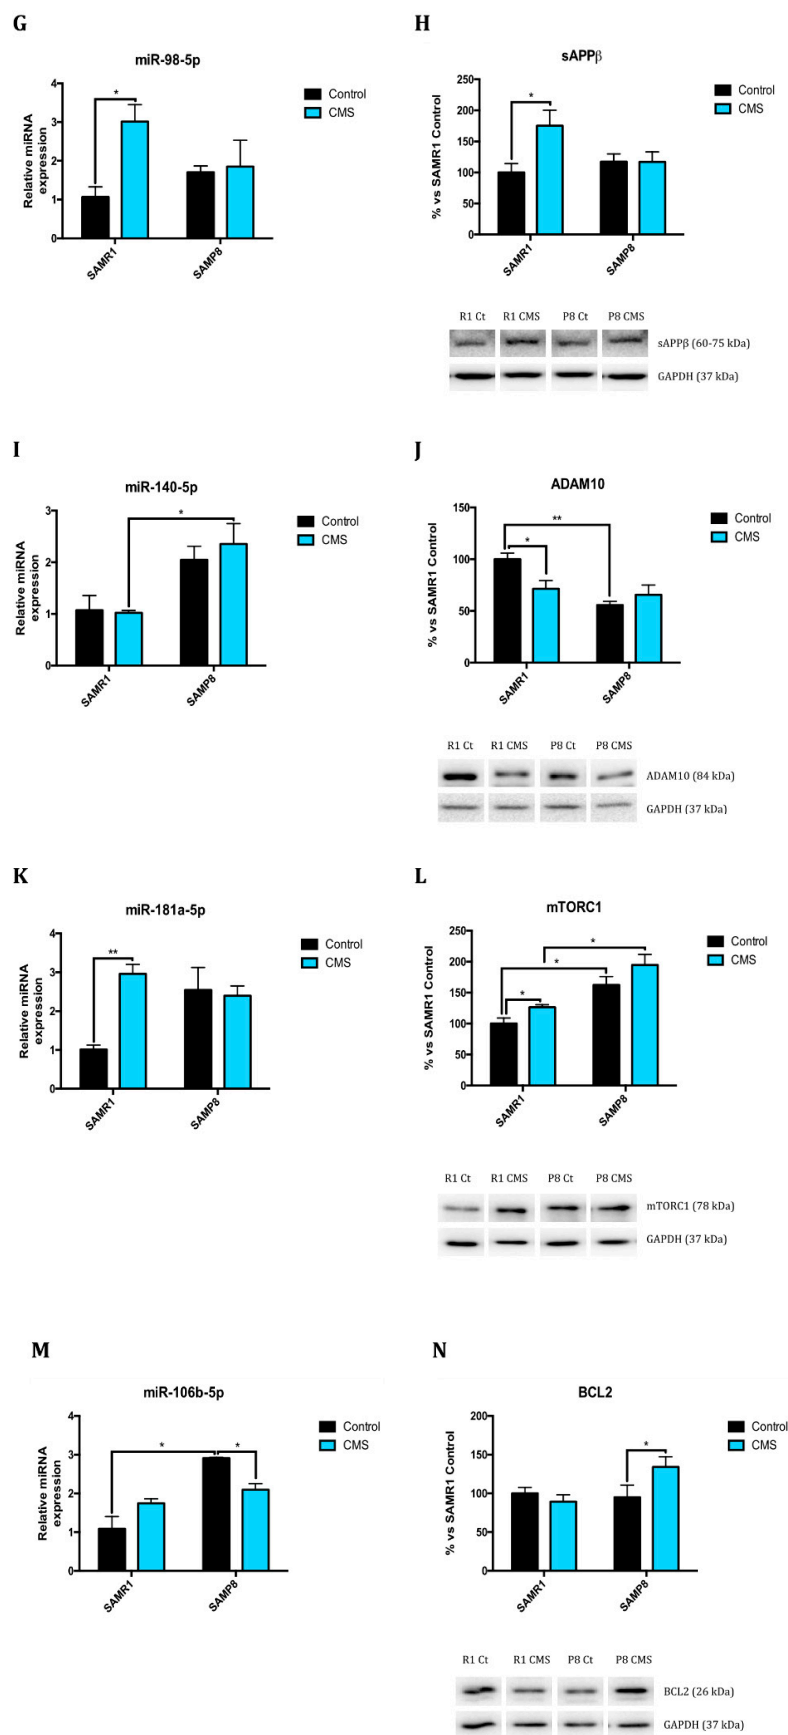 G
miR-98-5p
Relative miRNA
expression
4
3
2
1
0
*
SAMR1
SAMP8
Control
CMS
H
sAPPβ
% vs SAMR1 Control
250
200
150
100
50
0
*
SAMR1
SAMP8
Control
CMS
R1 Ct R1 CMS P8 Ct P8 CMS
sAPPβ (60-75 kDa)
GAPDH (37 kDa)
I
miR-140-5p
Relative miRNA
expression
3
2
1
0
*
SAMR1
SAMP8
Control
CMS
J
ADAM10
% vs SAMR1 Control
150
100
50
0
**
*
SAMR1
SAMP8
Control
CMS
R1 Ct R1 CMS P8 Ct P8 CMS
ADAM10 (84 kDa)
GAPDH (37 kDa)
K
miR-181a-5p
Relative miRNA
expression
4
3
2
1
0
**
SAMR1
SAMP8
Control
CMS
L
mTORC1
% vs SAMR1 Control
250
200
150
100
50
0
*
*
*
SAMR1
SAMP8
Control
CMS
R1 Ct R1 CMS P8 Ct P8 CMS
mTORC1 (78 kDa)
GAPDH (37 kDa)
M
miR-106b-5p
Relative miRNA
expression
4
3
2
1
0
*
*
SAMR1
SAMP8
Control
CMS
N
BCL2
% vs SAMR1 Control
200
150
100
50
0
*
SAMR1
SAMP8
Control
CMS
R1 Ct R1 CMS P8 Ct P8 CMS
BCL2 (26 kDa)
GAPDH (37 kDa)